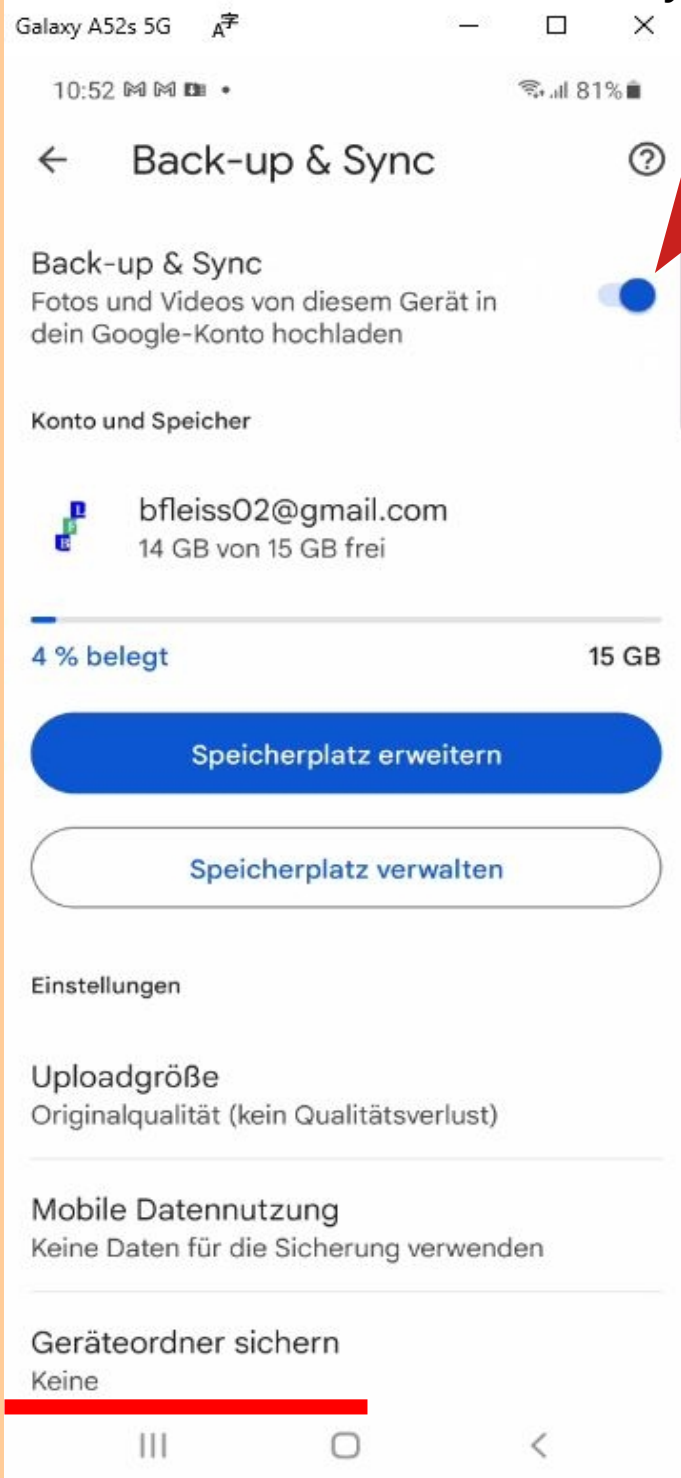 Galaxy A52s 5G
10:52 81%
Back-up & Sync
Back-up & Sync
Fotos und Videos von diesem Gerät in
dein Google-Konto hochladen
Konto und Speicher
bfleiss02@gmail.com
14 GB von 15 GB frei
4 % belegt 15 GB
Speicherplatz erweitern
Speicherplatz verwalten
Einstellungen
Uploadgröße
Originalqualität (kein Qualitätsverlust)
Mobile Datennutzung
Keine Daten für die Sicherung verwenden
Geräteordner sichern
Keine